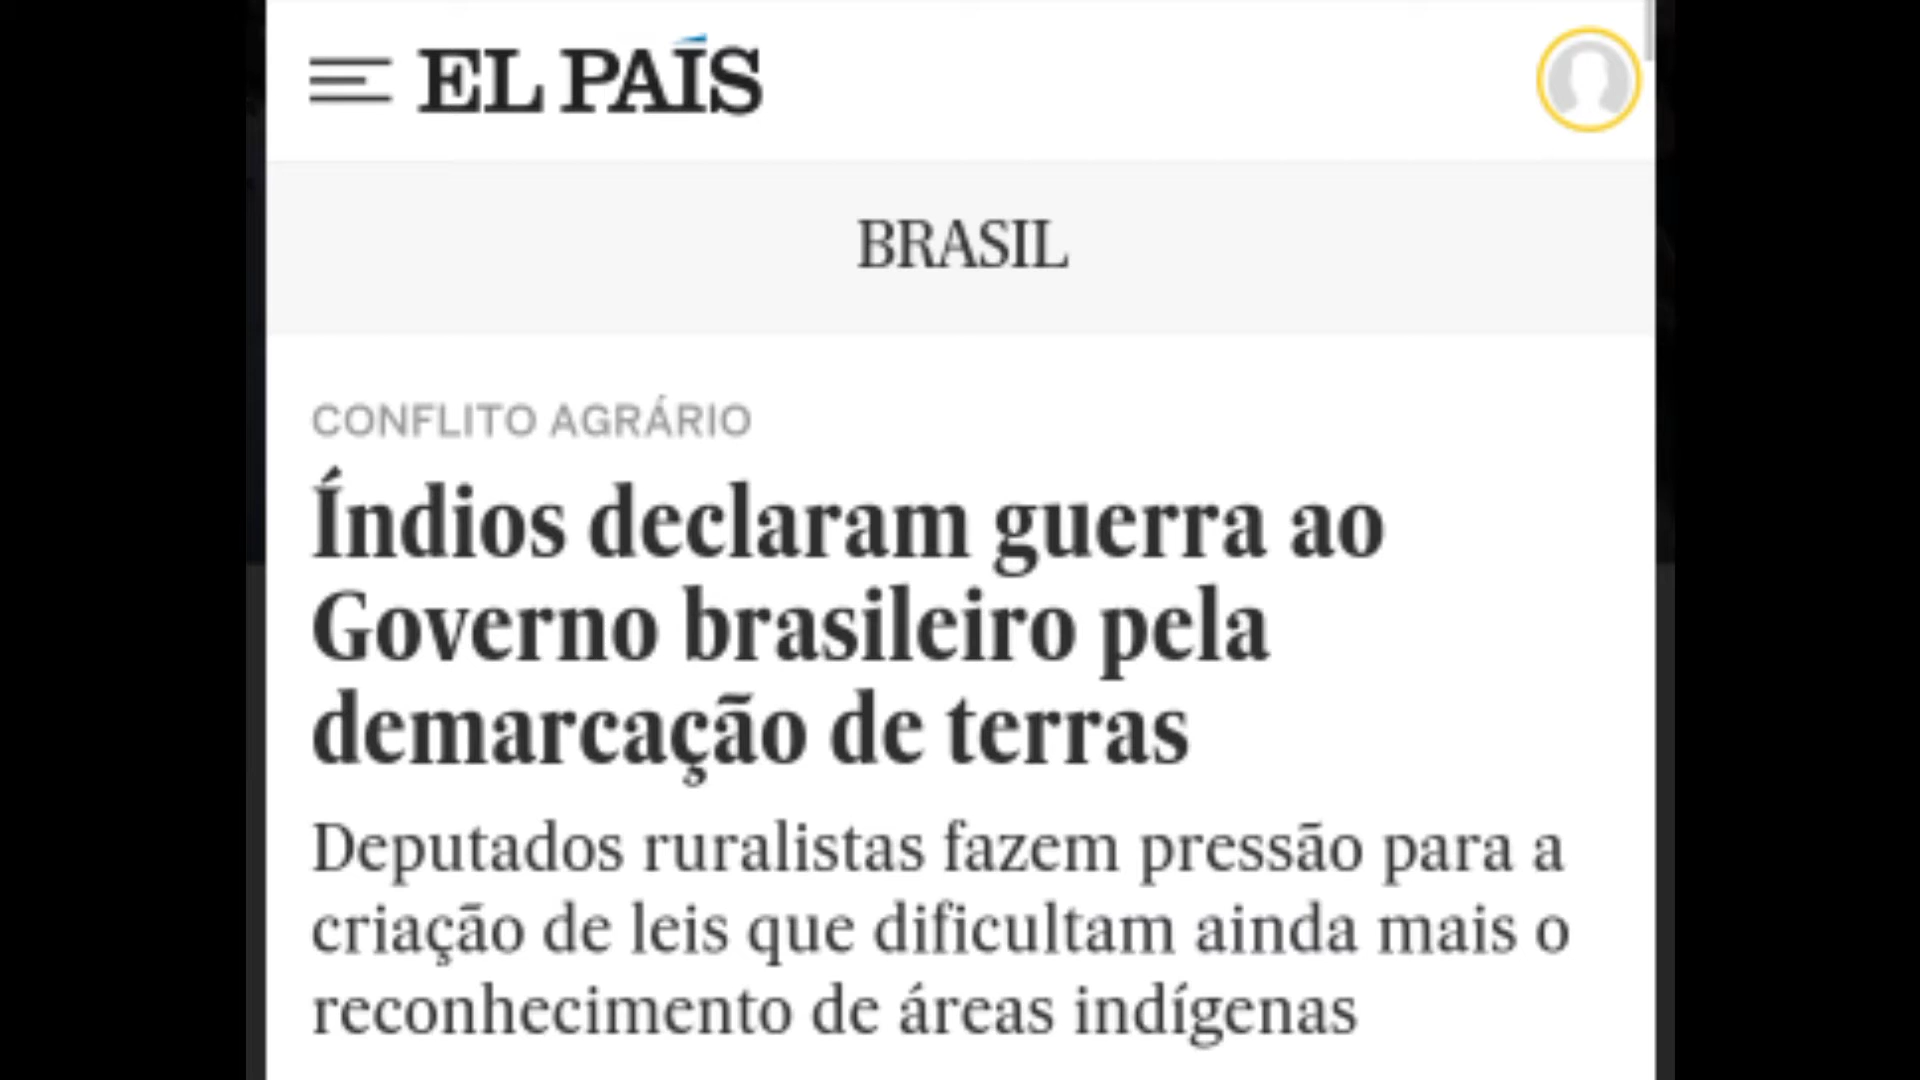 EL PAÍS
BRASIL
CONFLITO AGRÁRIO
Índios declaram guerra ao
Governo brasileiro pela
demarcação de terras
Deputados ruralistas fazem pressão para a
criação de leis que dificultam ainda mais o
reconhecimento de áreas indígenas